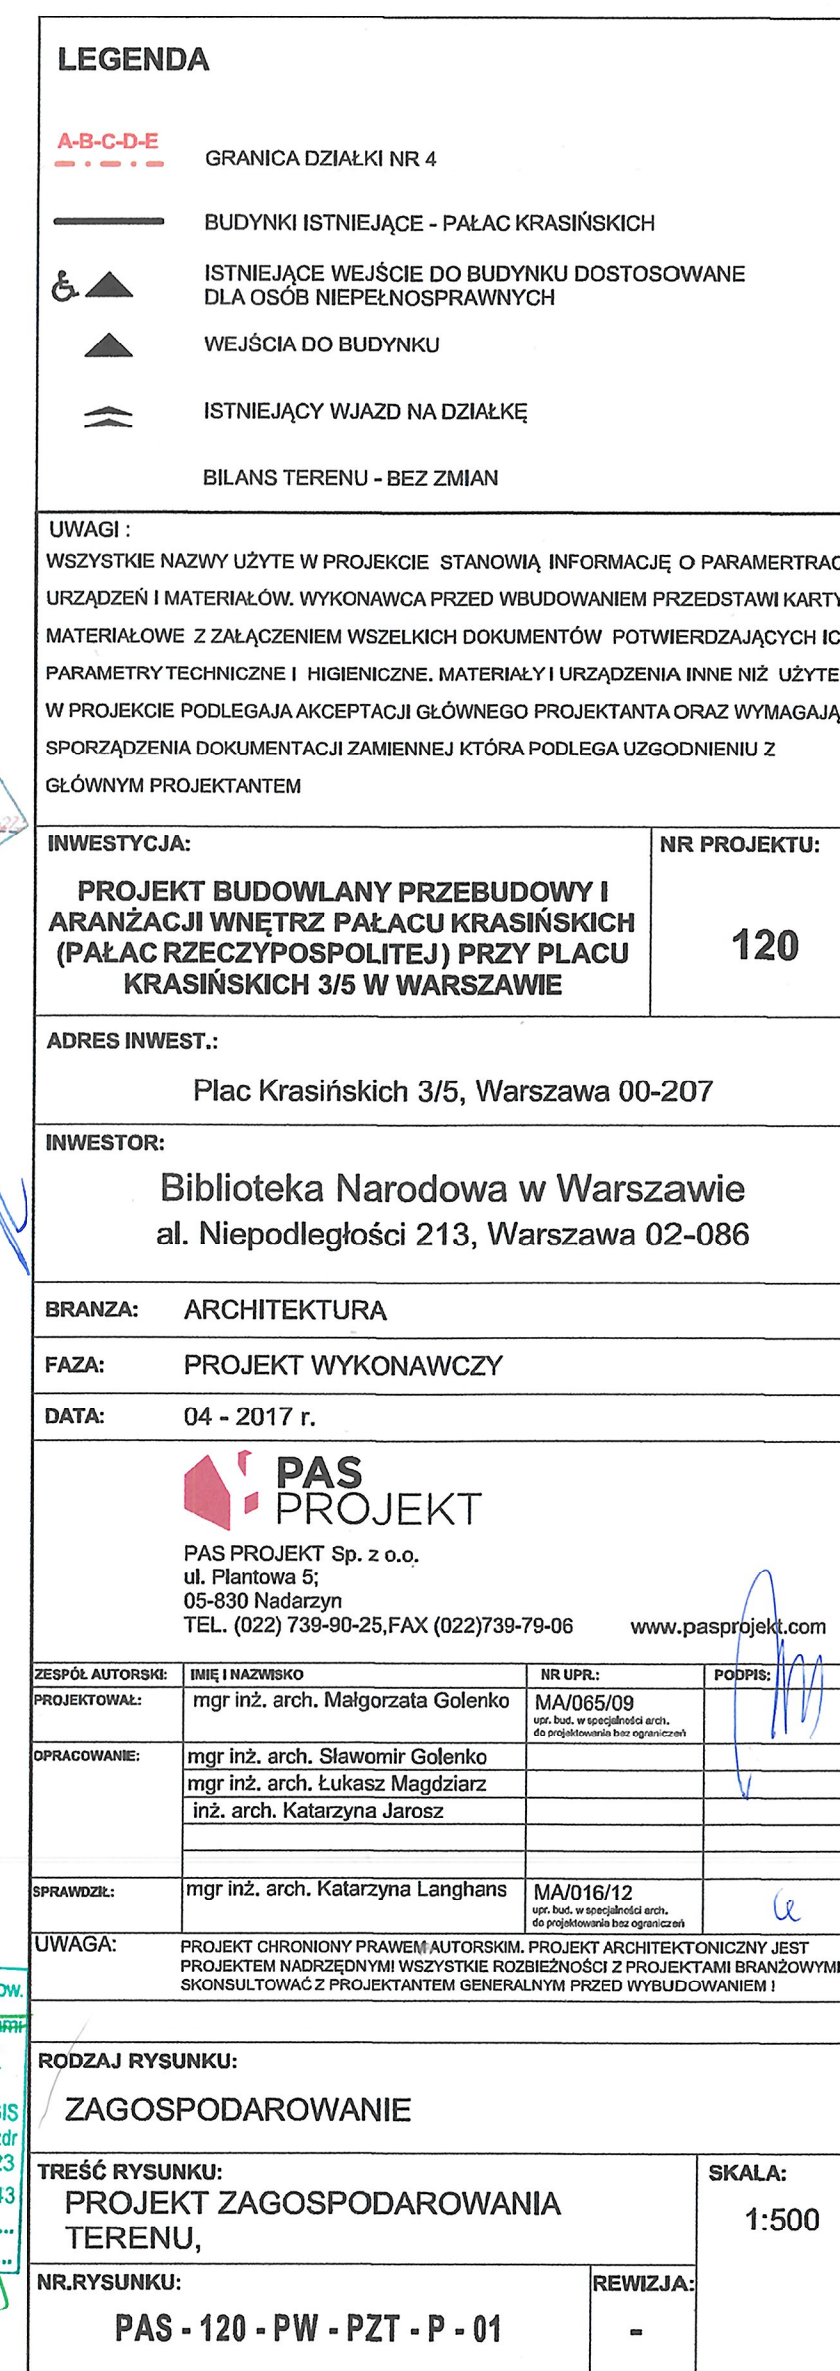 LEGENDA
A-B-C-D-E
GRANICA DZIAŁKI NR 4
BUDYNKI ISTNIEJĄCE - PAŁAC KRASIŃSKICH
ISTNIEJĄCE WEJŚCIE DO BUDYNKU DOSTOSOWANE
DLA OSÓB NIEPEŁNOSPRAWNYCH
WEJŚCIA DO BUDYNKU
ISTNIEJĄCY WJAZD NA DZIAŁKĘ
BILANS TERENU - BEZ ZMIAN
UWAGI :
WSZYSTKIE NAZWY UŻYTE W PROJEKCIE STANOWIĄ INFORMACJĘ O PARAMERTRAC
URZĄDZEŃ I MATERIAŁÓW. WYKONAWCA PRZED WBUDOWANIEM PRZEDSTAWI KARTY
MATERIAŁOWE Z ZAŁĄCZENIEM WSZELKICH DOKUMENTÓW POTWIERDZAJĄCYCH IC
PARAMETRY TECHNICZNE I HIGIENICZNE. MATERIAŁY I URZĄDZENIA INNE NIŻ UŻYTE
W PROJEKCIE PODLEGAJA AKCEPTACJI GŁÓWNEGO PROJEKTANTA ORAZ WYMAGAJĄ
SPORZĄDZENIA DOKUMENTACJI ZAMIENNEJ KTÓRA PODLEGA UZGODNIENIU Z
GŁÓWNYM PROJEKTANTEM
INWESTYCJA:
PROJEKT BUDOWLANY PRZEBUDOWY I
ARANŻACJI WNĘTRZ PAŁACU KRASIŃSKICH
(PAŁAC RZECZYPOSPOLITEJ) PRZY PLACU
KRASIŃSKICH 3/5 W WARSZAWIE
NR PROJEKTU:
120
ADRES INWEST.:
Plac Krasińskich 3/5, Warszawa 00-207
INWESTOR:
Biblioteka Narodowa w Warszawie
al. Niepodległości 213, Warszawa 02-086
BRANZA: ARCHITEKTURA
FAZA: PROJEKT WYKONAWCZY
DATA: 04 - 2017 r.
PAS
PROJEKT
PAS PROJEKT Sp. z o.o.
ul. Plantowa 5;
05-830 Nadarzyn
TEL. (022) 739-90-25,FAX (022)739-79-06 www.pasprojekt.com
ZESPÓŁ AUTORSKI: IMIĘ I NAZWISKO NR UPR.: PODPIS:
PROJEKTOWAŁ: mgr inż. arch. Małgorzata Golenko MA/065/09
upr. bud. w specjalności arch.
do projektowania bez ograniczeń
OPRACOWANIE: mgr inż. arch. Sławomir Golenko
mgr inż. arch. Łukasz Magdziarz
inż. arch. Katarzyna Jarosz
SPRAWDZIŁ: mgr inż. arch. Katarzyna Langhans MA/016/12
upr. bud. w specjalności arch.
do projektowania bez ograniczeń
UWAGA: PROJEKT CHRONIONY PRAWEM AUTORSKIM. PROJEKT ARCHITEKTONICZNY JEST
PROJEKTEM NADRZĘDNYM! WSZYSTKIE ROZBIEŻNOŚCI Z PROJEKTAMI BRANŻOWYMI
SKONSULTOWAĆ Z PROJEKTANTEM GENERALNYM PRZED WYBUDOWANIEM !
RODZAJ RYSUNKU:
ZAGOSPODAROWANIE
TREŚĆ RYSUNKU:
PROJEKT ZAGOSPODAROWANIA
TERENU,
SKALA:
1:500
NR.RYSUNKU:
PAS - 120 - PW - PZT - P - 01
REWIZJA:
-